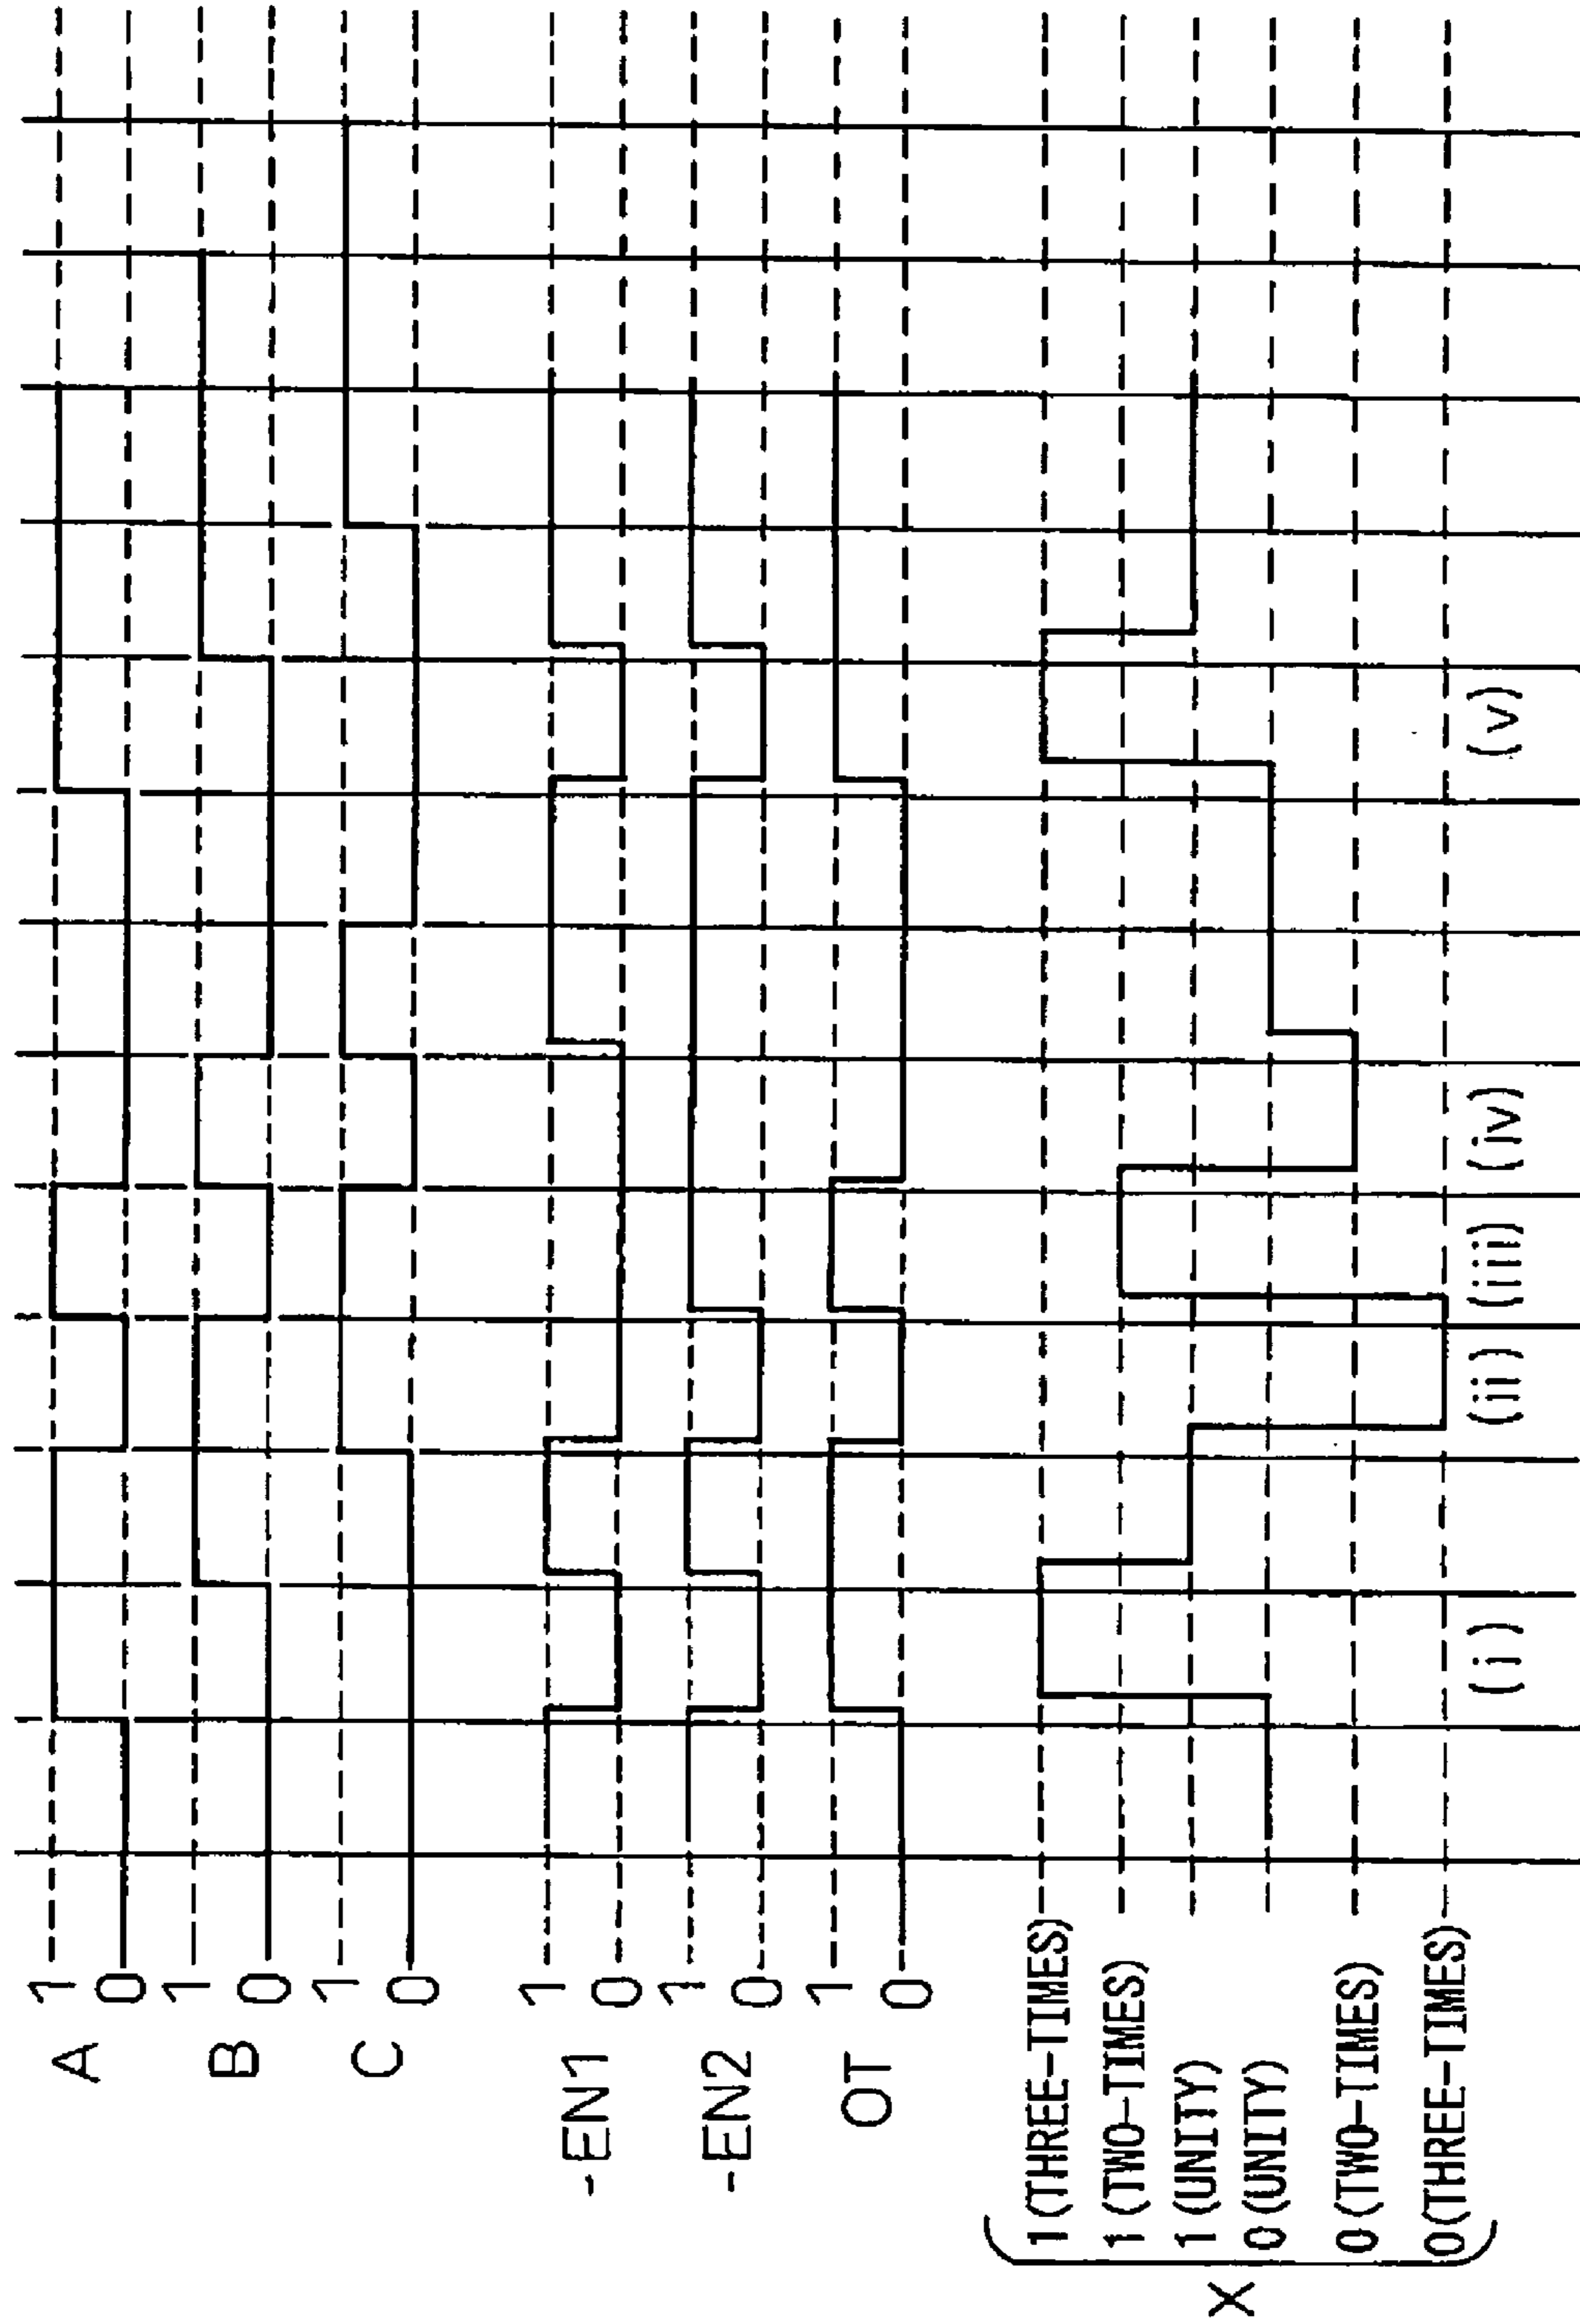 A
1
0
B
1
0
C
1
0
-EN1
1
0
-EN2
1
0
OT
1
0
X
1(THREE-TIMES)
1(TWO-TIMES)
1(UNITY)
0(UNITY)
0(TWO-TIMES)
0(THREE-TIMES)
(i) (ii) (iii) (iv) (v)